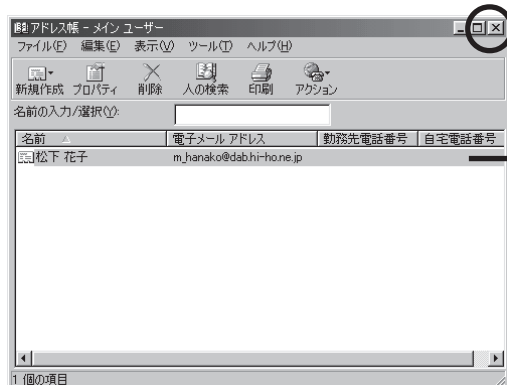 アドレス帳 - メイン ユーザー
ファイル(F) 編集(E) 表示(V) ツール(T) ヘルプ(H)
新規作成 プロパティ 削除 人の検索 印刷 アクション
名前の入力/選択(Y):
名前 電子メール アドレス 勤務先電話番号 自宅電話番号
松下 花子 m_hanako@dab.hi-ho.ne.jp
1 個の項目